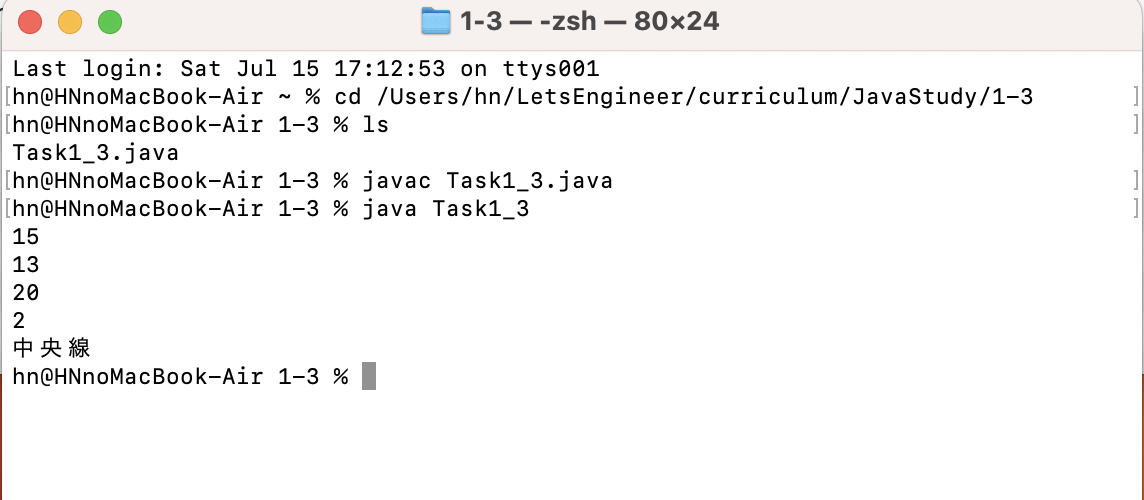 1-3 — -zsh — 80×24
Last login: Sat Jul 15 17:12:53 on ttys001
[hn@HNnoMacBook-Air ~ % cd /Users/hn/LetsEngineer/curriculum/JavaStudy/1-3 ]
[hn@HNnoMacBook-Air 1-3 % ls ]
Task1_3.java
[hn@HNnoMacBook-Air 1-3 % javac Task1_3.java ]
[hn@HNnoMacBook-Air 1-3 % java Task1_3 ]
15
13
20
2
中央線
hn@HNnoMacBook-Air 1-3 %